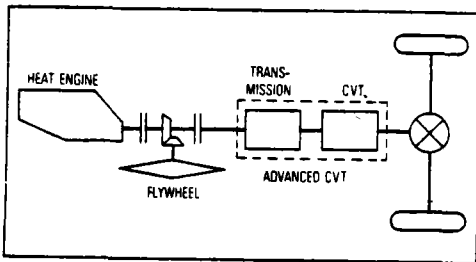 HEAT ENGINE
TRANS-
MISSION
CVT
FLYWHEEL
ADVANCED CVT